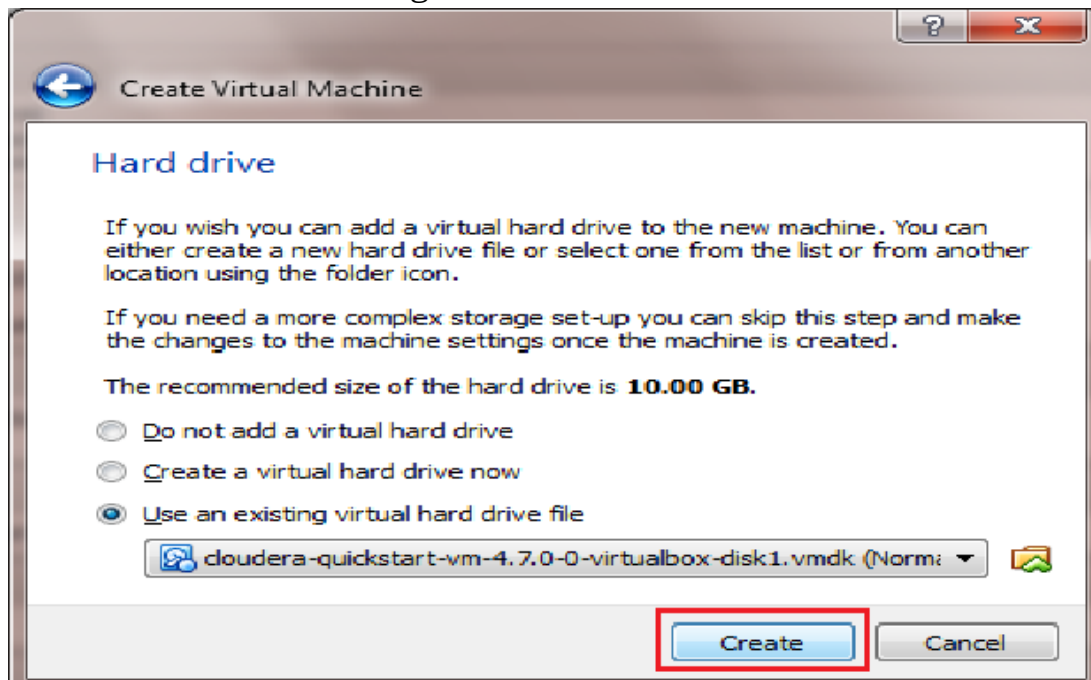 ?
Create Virtual Machine
Hard drive
If you wish you can add a virtual hard drive to the new machine. You can
either create a new hard drive file or select one from the list or from another
location using the folder icon.
If you need a more complex storage set-up you can skip this step and make
the changes to the machine settings once the machine is created.
The recommended size of the hard drive is 10.00 GB.
Do not add a virtual hard drive
Create a virtual hard drive now
Use an existing virtual hard drive file
cloudera-quickstart-vm-4.7.0-0-virtualbox-disk1.vmdk
Create Cancel